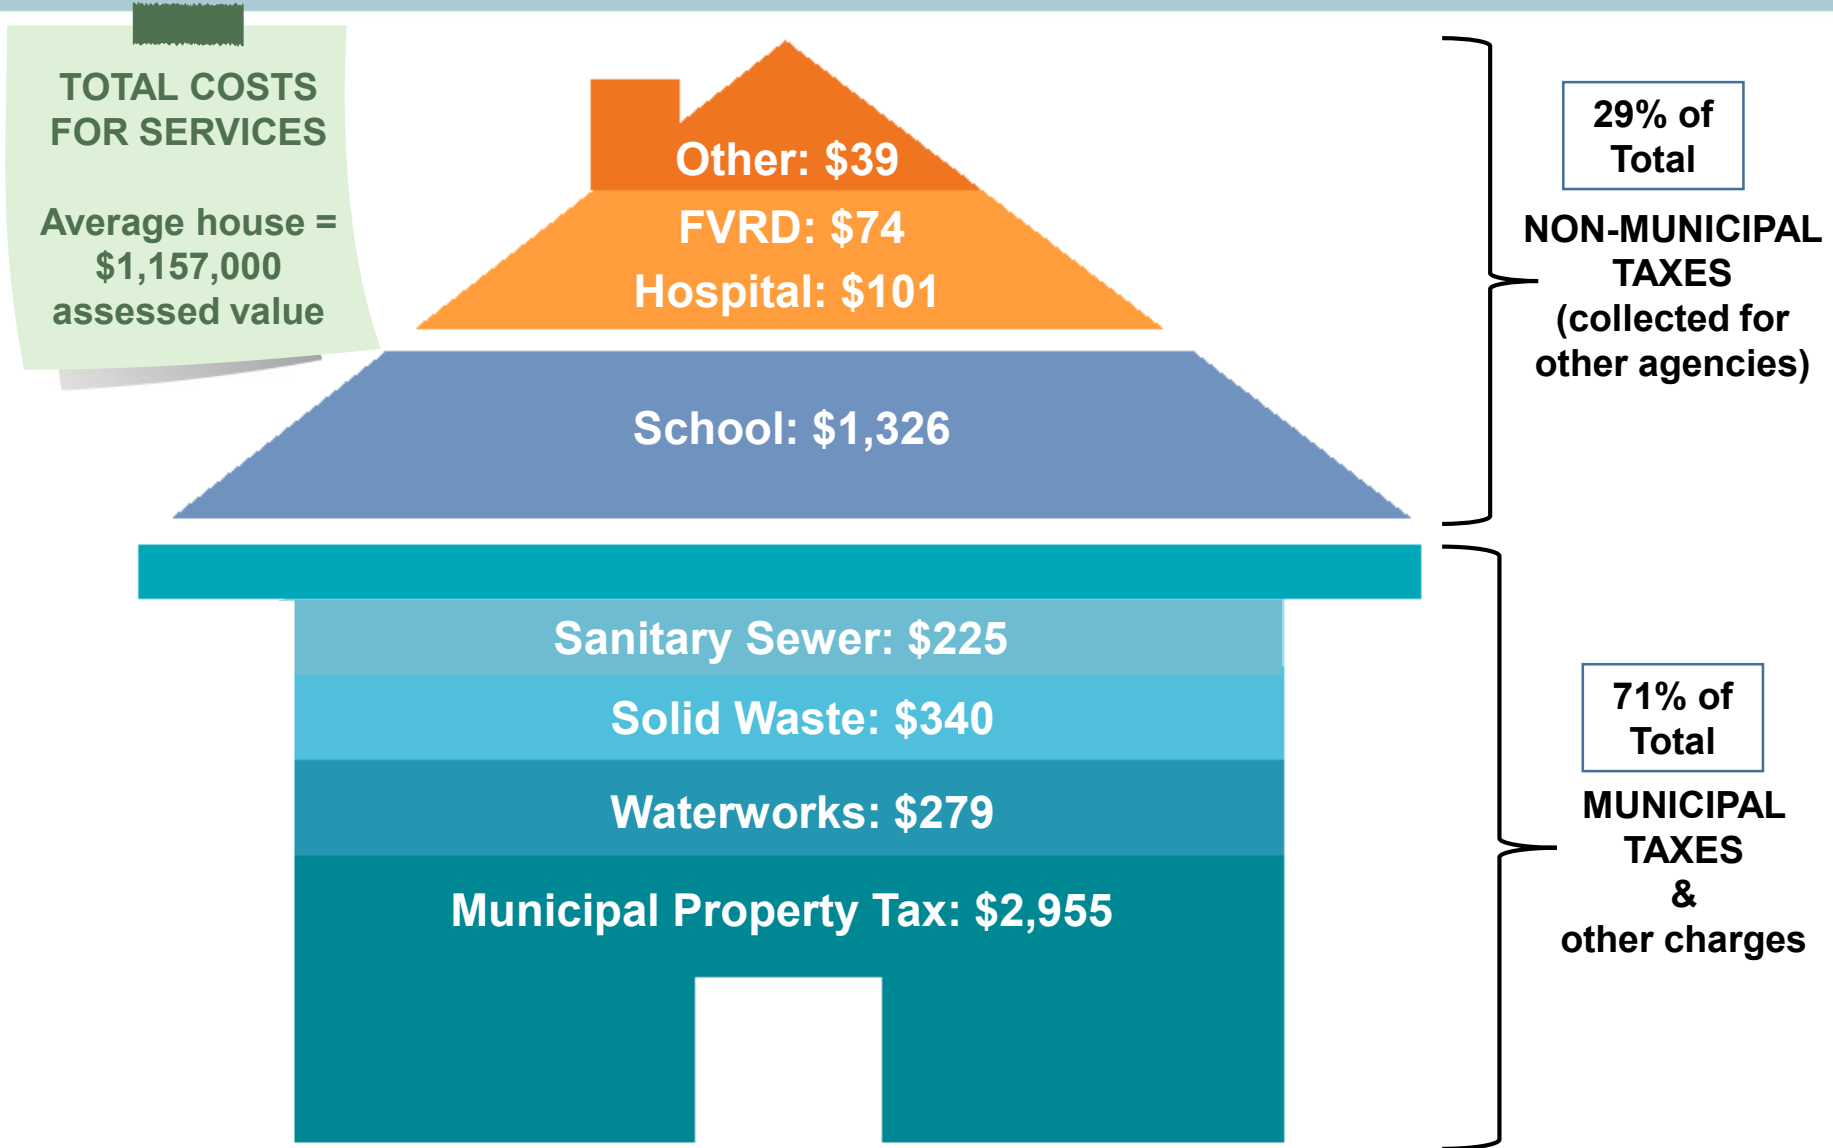 TOTAL COSTS
FOR SERVICES
Average house =
$1,157,000
assessed value
Other: $39
FVRD: $74
Hospital: $101
School: $1,326
29% of
Total
NON-MUNICIPAL
TAXES
(collected for
other agencies)
Sanitary Sewer: $225
Solid Waste: $340
Waterworks: $279
Municipal Property Tax: $2,955
71% of
Total
MUNICIPAL
TAXES
&
other charges